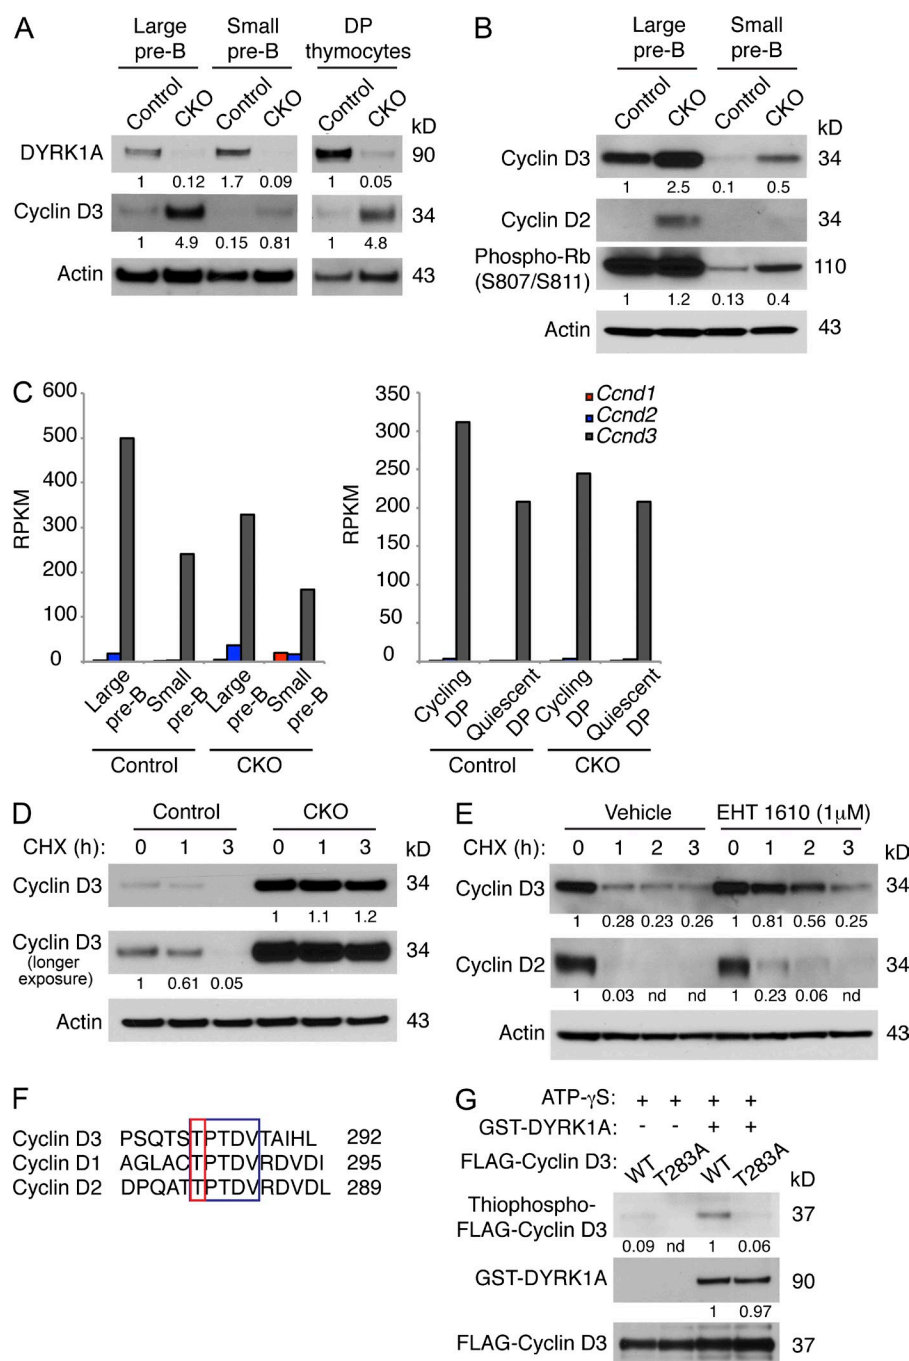 A
Large pre-B
Small pre-B
DP thymocytes
Control CKO Control CKO Control CKO
kD
DYRK1A 90
1 0.12 1.7 0.09 1 0.05
Cyclin D3 34
1 4.9 0.15 0.81 1 4.8
Actin 43
B
Large pre-B
Small pre-B
Control CKO Control CKO
kD
Cyclin D3 34
1 2.5 0.1 0.5
Cyclin D2 34
Phospho-Rb
(S807/S811) 110
1 1.2 0.13 0.4
Actin 43
C
RPKM
600
500
400
300
200
100
0
Large pre-B
Small pre-B
Large pre-B
Small pre-B
Control CKO
RPKM
350
300
250
200
150
100
50
0
Ccnd1
Ccnd2
Ccnd3
Cycling DP
Quiescent DP
Cycling DP
Quiescent DP
Control CKO
D
Control CKO
CHX (h): 0 1 3 0 1 3 kD
Cyclin D3 34
1 1.1 1.2
Cyclin D3
(longer
exposure) 34
1 0.61 0.05
Actin 43
E
Vehicle EHT 1610 (1μM)
CHX (h): 0 1 2 3 0 1 2 3 kD
Cyclin D3 34
1 0.28 0.23 0.26 1 0.81 0.56 0.25
Cyclin D2 34
1 0.03 nd nd 1 0.23 0.06 nd
Actin 43
F
Cyclin D3 PSQTSTPTDVTAIHL 292
Cyclin D1 AGLACTPTDVRDVDI 295
Cyclin D2 DPQATTPTDVRDVDL 289
G
ATP-γS: + + + +
GST-DYRK1A: - - + +
FLAG-Cyclin D3: WT T283A WT T283A
kD
Thiophospho-
FLAG-Cyclin D3 37
0.09 nd 1 0.06
GST-DYRK1A 90
1 0.97
FLAG-Cyclin D3 37